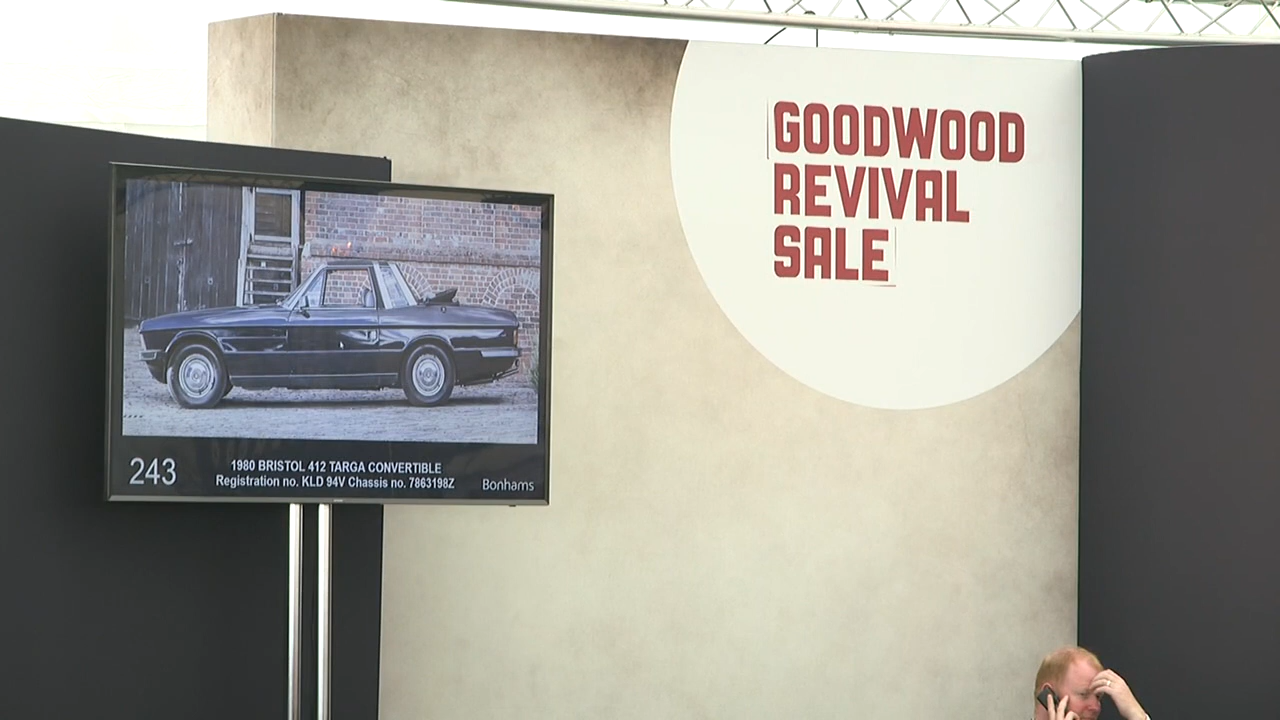 GOODWOOD
REVIVAL
SALE
243
1980 BRISTOL 412 TARGA CONVERTIBLE
Registration no. KLD 94V Chassis no. 7863198Z
Bonhams